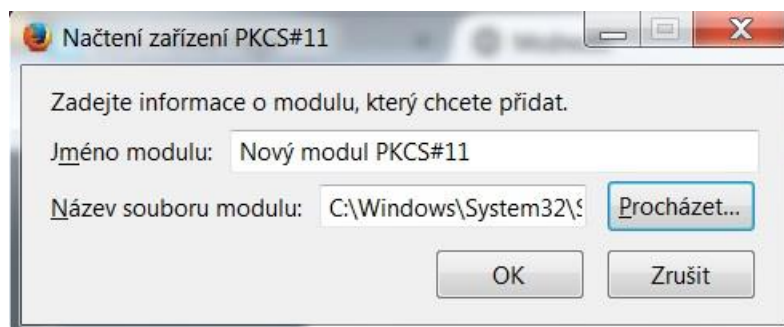 Načtení zařízení PKCS#11
Zadejte informace o modulu, který chcete přidat.
Jméno modulu: Nový modul PKCS#11
Název souboru modulu: C:\Windows\System32\ Procházet...
OK Zrušit